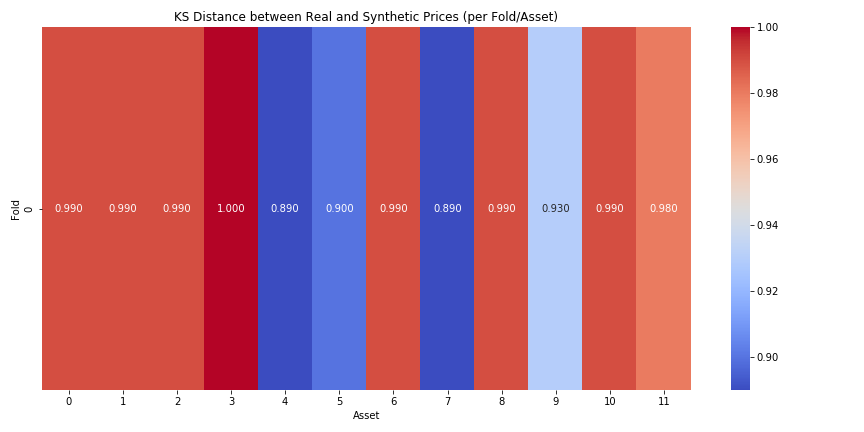 KS Distance between Real and Synthetic Prices (per Fold/Asset)
Fold
0
0.990 0.990 0.990 1.000 0.890 0.900 0.990 0.890 0.990 0.930 0.990 0.980
0 1 2 3 4 5 6 7 8 9 10 11
Asset
1.00
0.98
0.96
0.94
0.92
0.90